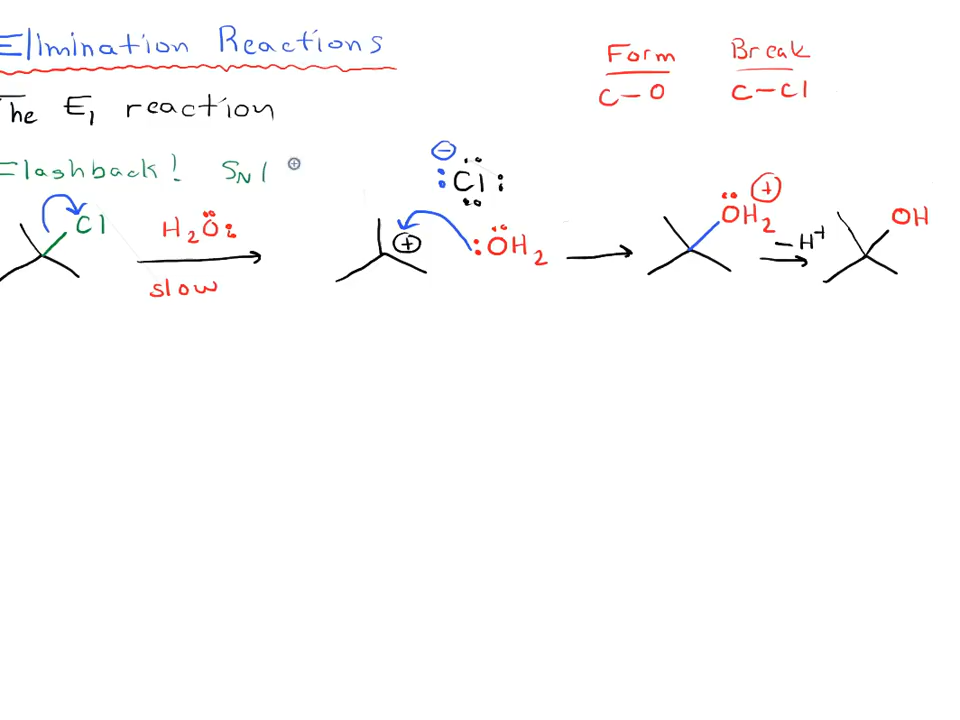 Elimination Reactions
Form Break
C-O C-Cl
The E1 reaction
Flashback! SN1
Cl H2O: slow
⊖
:Cl:
⊕ :OH2
OH2 ⊕
-H+
OH